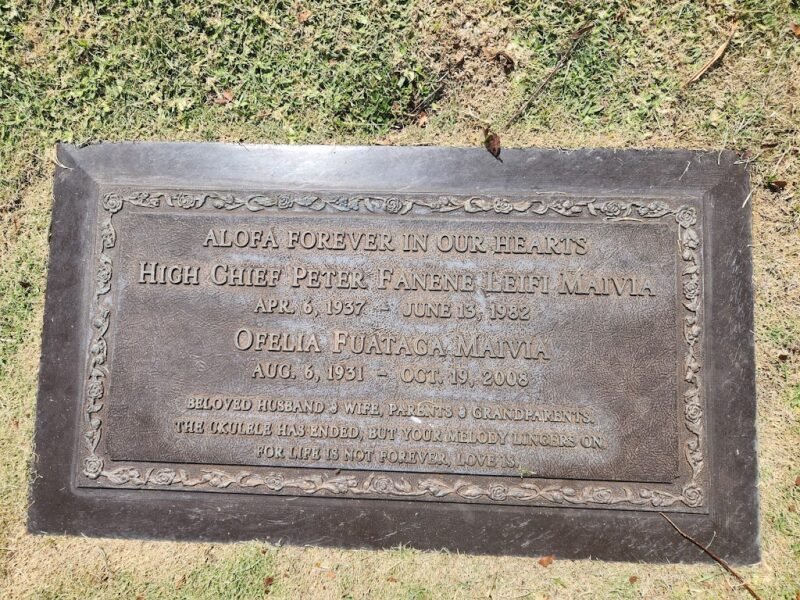 ALOFA FOREVER IN OUR HEARTS
HIGH CHIEF PETER FANENE LEIFI MAIVIA
APR. 6, 1937 – JUNE 13, 1982
OFELIA FUATAGA MAIVIA
AUG. 6, 1931 – OCT. 19, 2008
BELOVED HUSBAND & WIFE, PARENTS & GRANDPARENTS.
THE UKULELE HAS ENDED, BUT YOUR MELODY LINGERS ON.
FOR LIFE IS NOT FOREVER, LOVE IS.